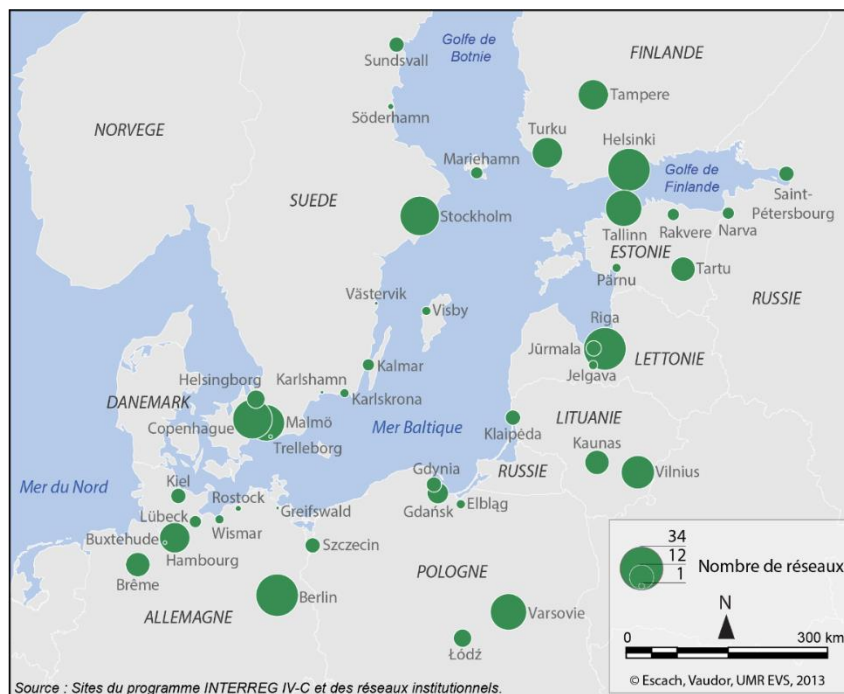 Golfe de
Botnie
FINLANDE
Sundsvall
NORVEGE
Tampere
Söderhamn
Turku
Helsinki
Mariehamn
Golfe de
Finlande
Saint-
Pétersbourg
SUEDE
Stockholm
Tallinn
Rakvere
Narva
ESTONIE
Pärnu
Tartu
RUSSIE
Västervik
Visby
Riga
Jūrmala
LETTONIE
Jelgava
Helsingborg
Karlshamn
Kalmar
Karlskrona
DANEMARK
Copenhague
Malmö
Trelleborg
Mer Baltique
Klaipėda
LITUANIE
Kaunas
Vilnius
RUSSIE
Mer du Nord
Kiel
Rostock
Greifswald
Gdynia
Gdańsk
Elbląg
Lübeck
Wismar
Buxtehude
Hambourg
Szczecin
Brême
POLOGNE
Berlin
ALLEMAGNE
Varsovie
Łódź
34
12
1
Nombre de réseaux
N
0
300 km
© Escach, Vaudor, UMR EVS, 2013
Source : Sites du programme INTERREG IV-C et des réseaux institutionnels.